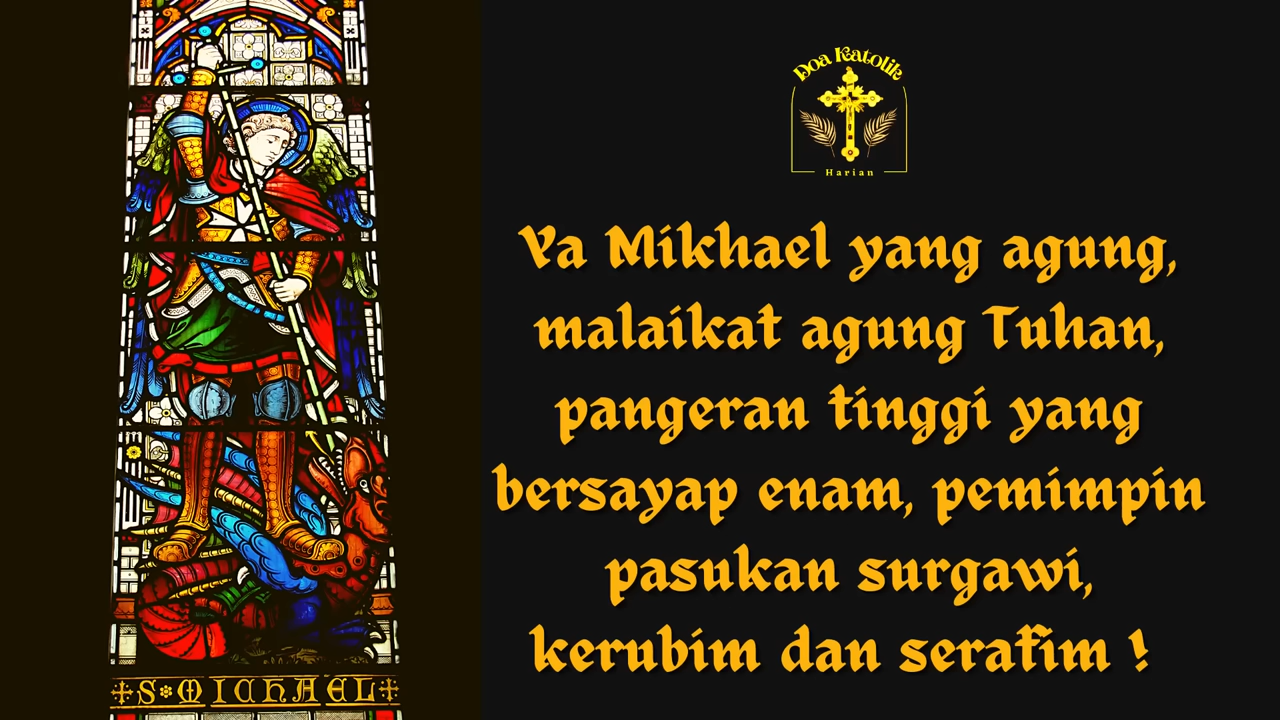 Doa Katolik
Harian
Ya Mikhael yang agung,
malaikat agung Tuhan,
pangeran tinggi yang
bersayap enam, pemimpin
pasukan surgawi,
kerubim dan serafim !
S MICHAEL